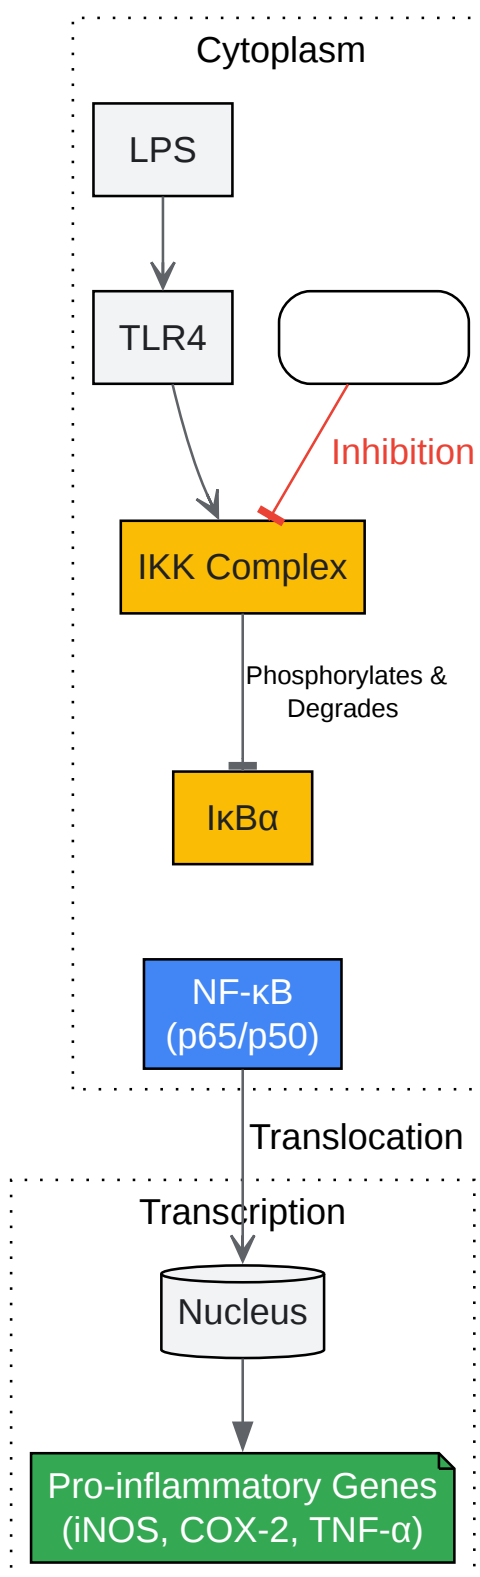 Cytoplasm
LPS
TLR4
Inhibition
IKK Complex
Phosphorylates &
Degrades
IκBα
NF-κB
(p65/p50)
Translocation
Transcription
Nucleus
Pro-inflammatory Genes
(iNOS, COX-2, TNF-α)